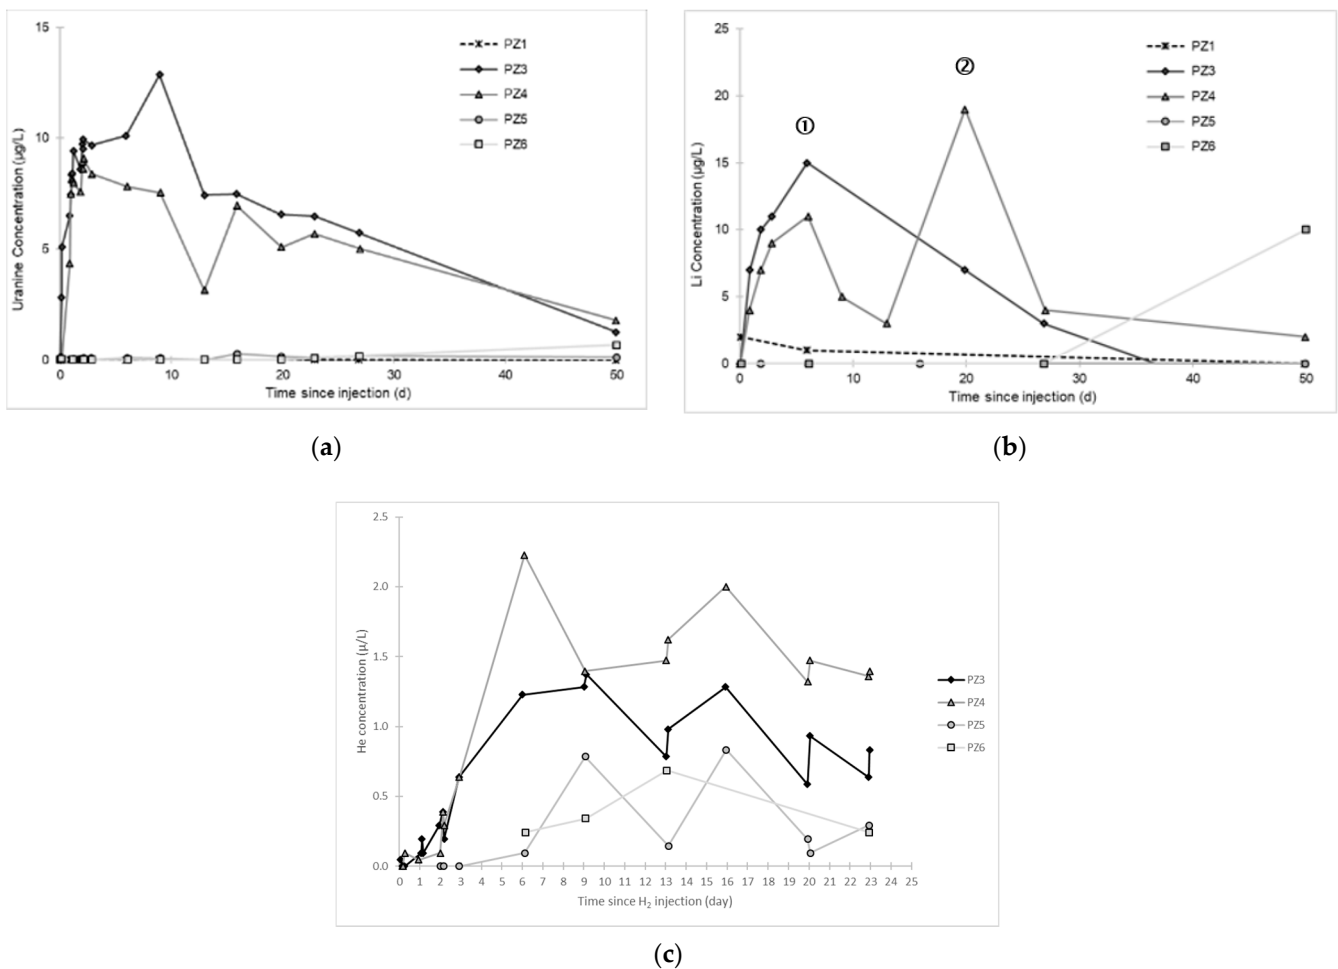 15
10
5
0
Uranine Concentration (µg/L)
PZ1
PZ3
PZ4
PZ5
PZ6
0 10 20 30 40 50
Time since injection (d)
(a)
25
20
15
10
5
0
Li Concentration (µg/L)
①
②
PZ1
PZ3
PZ4
PZ5
PZ6
0 10 20 30 40 50
Time since injection (d)
(b)
2.5
2.0
1.5
1.0
0.5
0.0
He concentration (µ/L)
PZ3
PZ4
PZ5
PZ6
0 1 2 3 4 5 6 7 8 9 10 11 12 13 14 15 16 17 18 19 20 21 22 23 24 25
Time since H₂ injection (day)
(c)